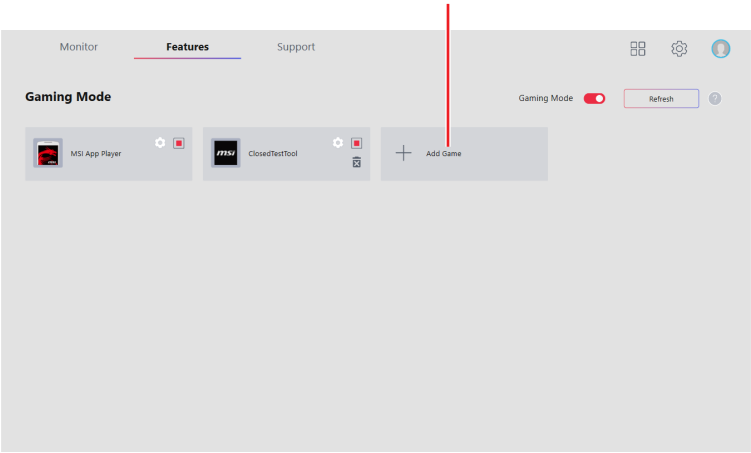 Monitor Features Support
Gaming Mode
Gaming Mode Refresh ?
MSI App Player
msi ClosedTestTool
Add Game